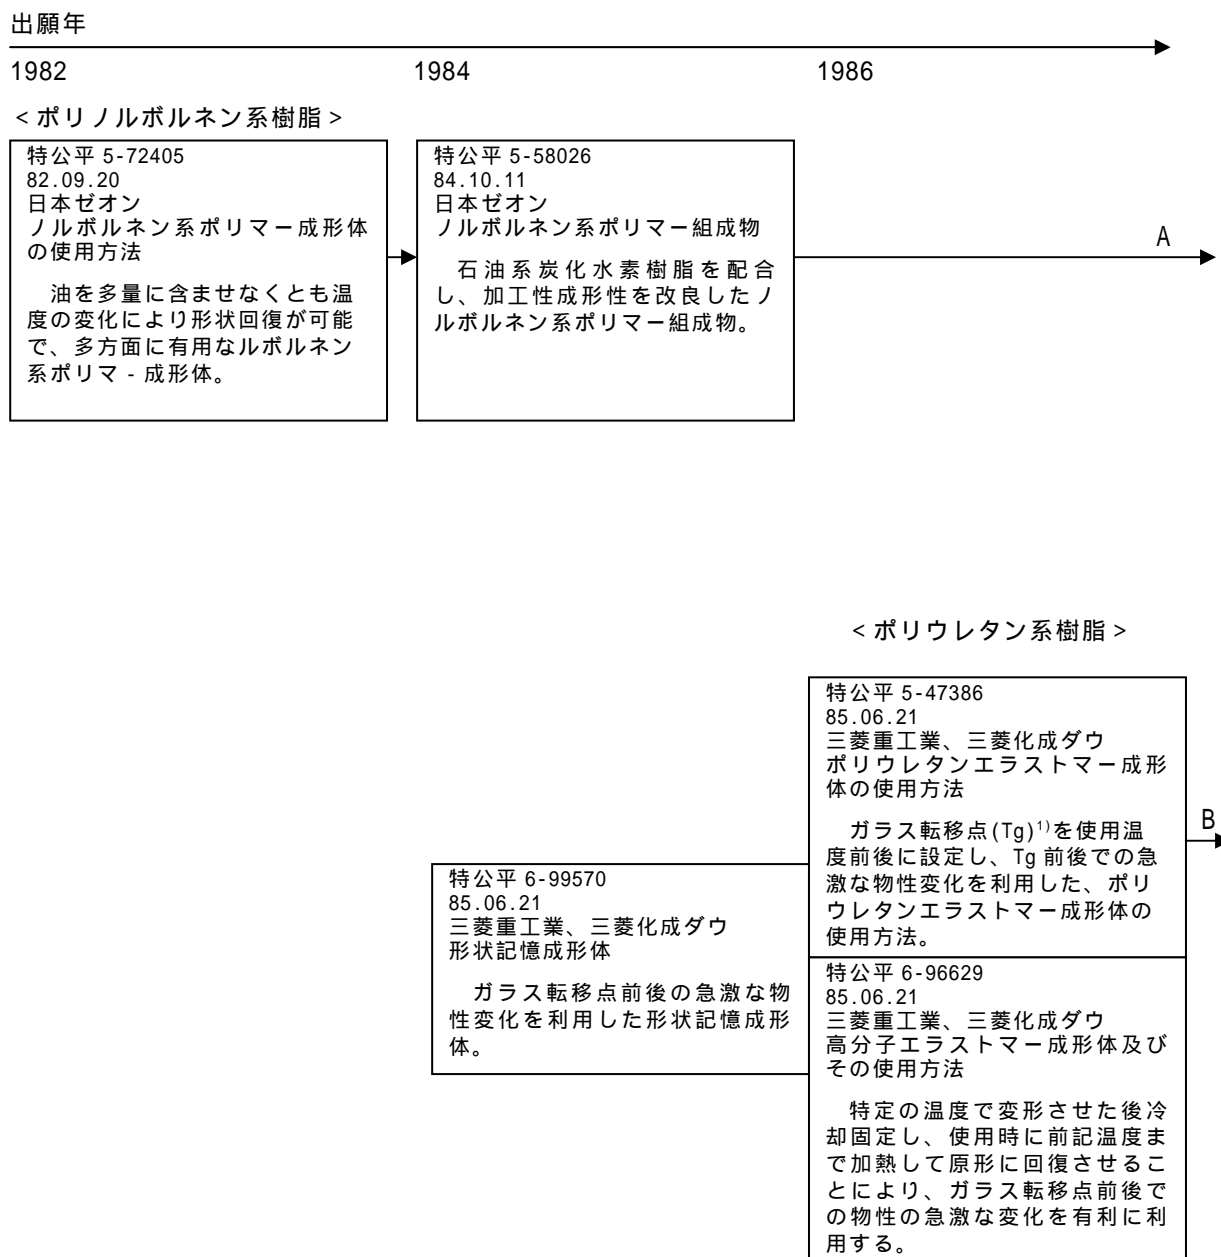 出願年
1982 1984 1986
<ポリノルボルネン系樹脂>
特公平 5-72405
82.09.20
日本ゼオン
ノルボルネン系ポリマー成形体
の使用方法
油を多量に含ませなくとも温
度の変化により形状回復が可能
で、多方面に有用なルボルネン
系ポリマ‐成形体。
特公平 5-58026
84.10.11
日本ゼオン
ノルボルネン系ポリマー組成物
石油系炭化水素樹脂を配合
し、加工性成形性を改良したノ
ルボルネン系ポリマー組成物。
A
<ポリウレタン系樹脂>
特公平 6-99570
85.06.21
三菱重工業、三菱化成ダウ
形状記憶成形体
ガラス転移点前後の急激な物
性変化を利用した形状記憶成形
体。
特公平 5-47386
85.06.21
三菱重工業、三菱化成ダウ
ポリウレタンエラストマー成形
体の使用方法
ガラス転移点(Tg)1)を使用温
度前後に設定し、Tg 前後での急
激な物性変化を利用した、ポリ
ウレタンエラストマー成形体の
使用方法。
B
特公平 6-96629
85.06.21
三菱重工業、三菱化成ダウ
高分子エラストマー成形体及び
その使用方法
特定の温度で変形させた後冷
却固定し、使用時に前記温度ま
で加熱して原形に回復させるこ
とにより、ガラス転移点前後で
の物性の急激な変化を有利に利
用する。